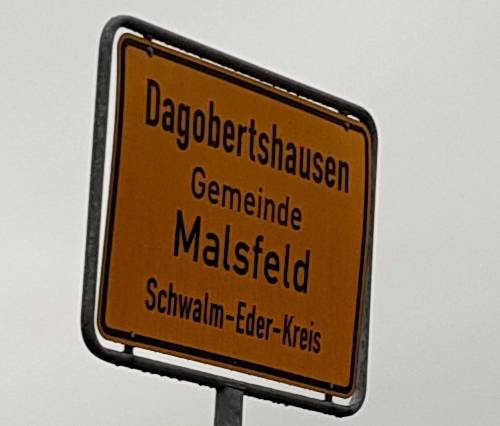 Dagobertshausen
Gemeinde
Malsfeld
Schwalm-Eder-Kreis